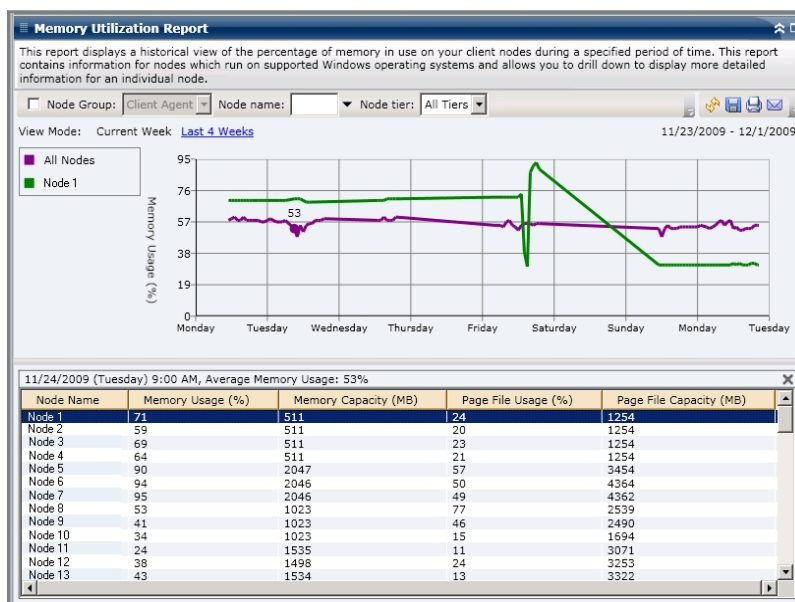 Memory Utilization Report
This report displays a historical view of the percentage of memory in use on your client nodes during a specified period of time. This report
contains information for nodes which run on supported Windows operating systems and allows you to drill down to display more detailed
information for an individual node.
Node Group: Client Agent Node name: Node tier: All Tiers
View Mode: Current Week Last 4 Weeks 11/23/2009 - 12/1/2009
All Nodes
Node 1
Memory Usage (%)
95
76
57
38
19
0
53
Monday Tuesday Wednesday Thursday Friday Saturday Sunday Monday Tuesday
11/24/2009 (Tuesday) 9:00 AM, Average Memory Usage: 53%
Node Name Memory Usage (%) Memory Capacity (MB) Page File Usage (%) Page File Capacity (MB)
Node 1 71 511 24 1254
Node 2 59 511 20 1254
Node 3 69 511 23 1254
Node 4 64 511 21 1254
Node 5 90 2047 57 3454
Node 6 94 2046 50 4364
Node 7 95 2046 49 4362
Node 8 53 1023 77 2539
Node 9 41 1023 46 2490
Node 10 34 1023 15 1694
Node 11 24 1535 11 3071
Node 12 38 1498 24 3253
Node 13 43 1534 13 3322